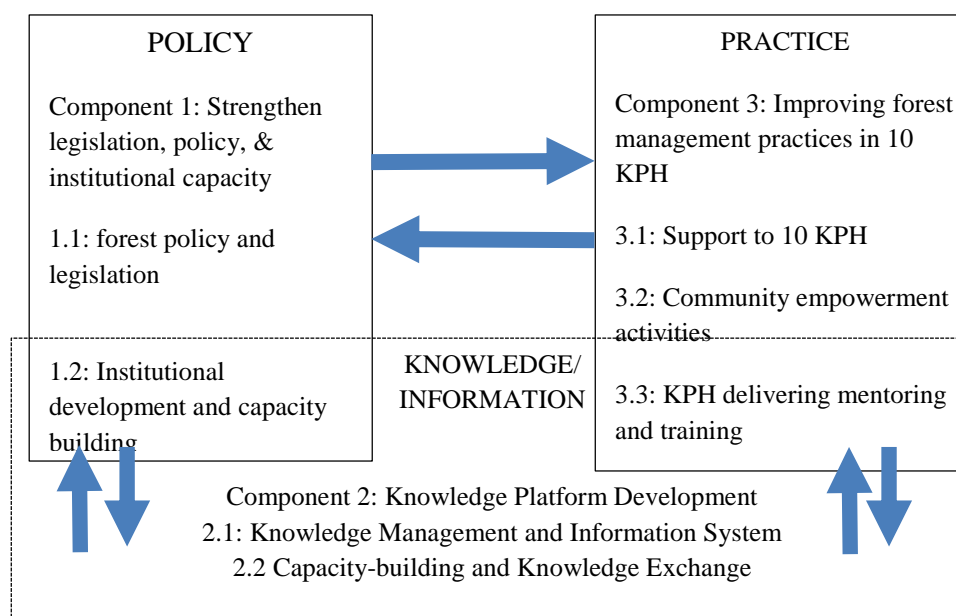 POLICY
Component 1: Strengthen
legislation, policy, &
institutional capacity
1.1: forest policy and
legislation
1.2: Institutional
development and capacity
building
PRACTICE
Component 3: Improving forest
management practices in 10
KPH
3.1: Support to 10 KPH
3.2: Community empowerment
activities
3.3: KPH delivering mentoring
and training
KNOWLEDGE/
INFORMATION
Component 2: Knowledge Platform Development
2.1: Knowledge Management and Information System
2.2 Capacity-building and Knowledge Exchange